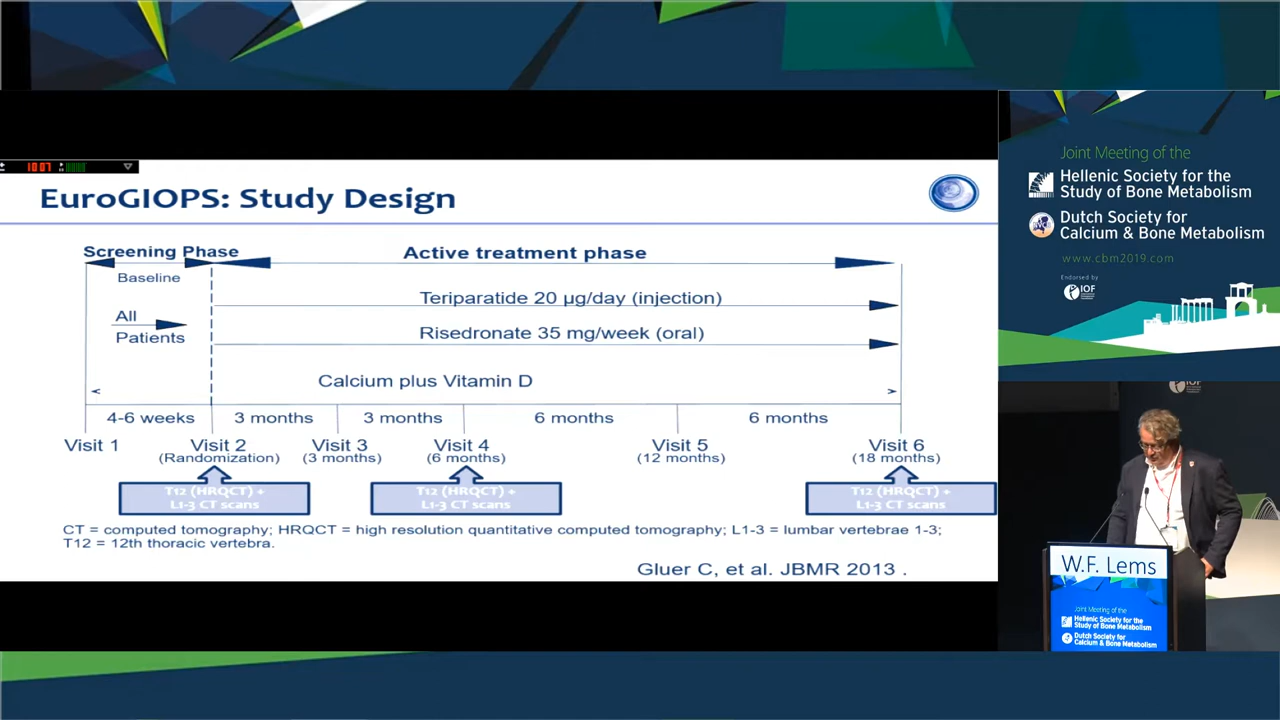 10:07
EuroGIOPS: Study Design
Screening Phase
Active treatment phase
Baseline
Teriparatide 20 µg/day (injection)
All
Patients
Risedronate 35 mg/week (oral)
Calcium plus Vitamin D
4-6 weeks
3 months
3 months
6 months
6 months
Visit 1
Visit 2
(Randomization)
Visit 3
(3 months)
Visit 4
(6 months)
Visit 5
(12 months)
Visit 6
(18 months)
T12 (HRQCT) +
L1-3 CT scans
T12 (HRQCT) +
L1-3 CT scans
T12 (HRQCT) +
L1-3 CT scans
CT = computed tomography; HRQCT = high resolution quantitative computed tomography; L1-3 = lumbar vertebrae 1-3;
T12 = 12th thoracic vertebra.
Gluer C, et al. JBMR 2013 .
Joint Meeting of the
Hellenic Society for the
Study of Bone Metabolism
Dutch Society for
Calcium & Bone Metabolism
www.cbm2019.com
Endorsed by
IOF
IOF
W.F. Lems
Joint Meeting of the
Hellenic Society for the
Study of Bone Metabolism
Dutch Society for
Calcium & Bone Metabolism